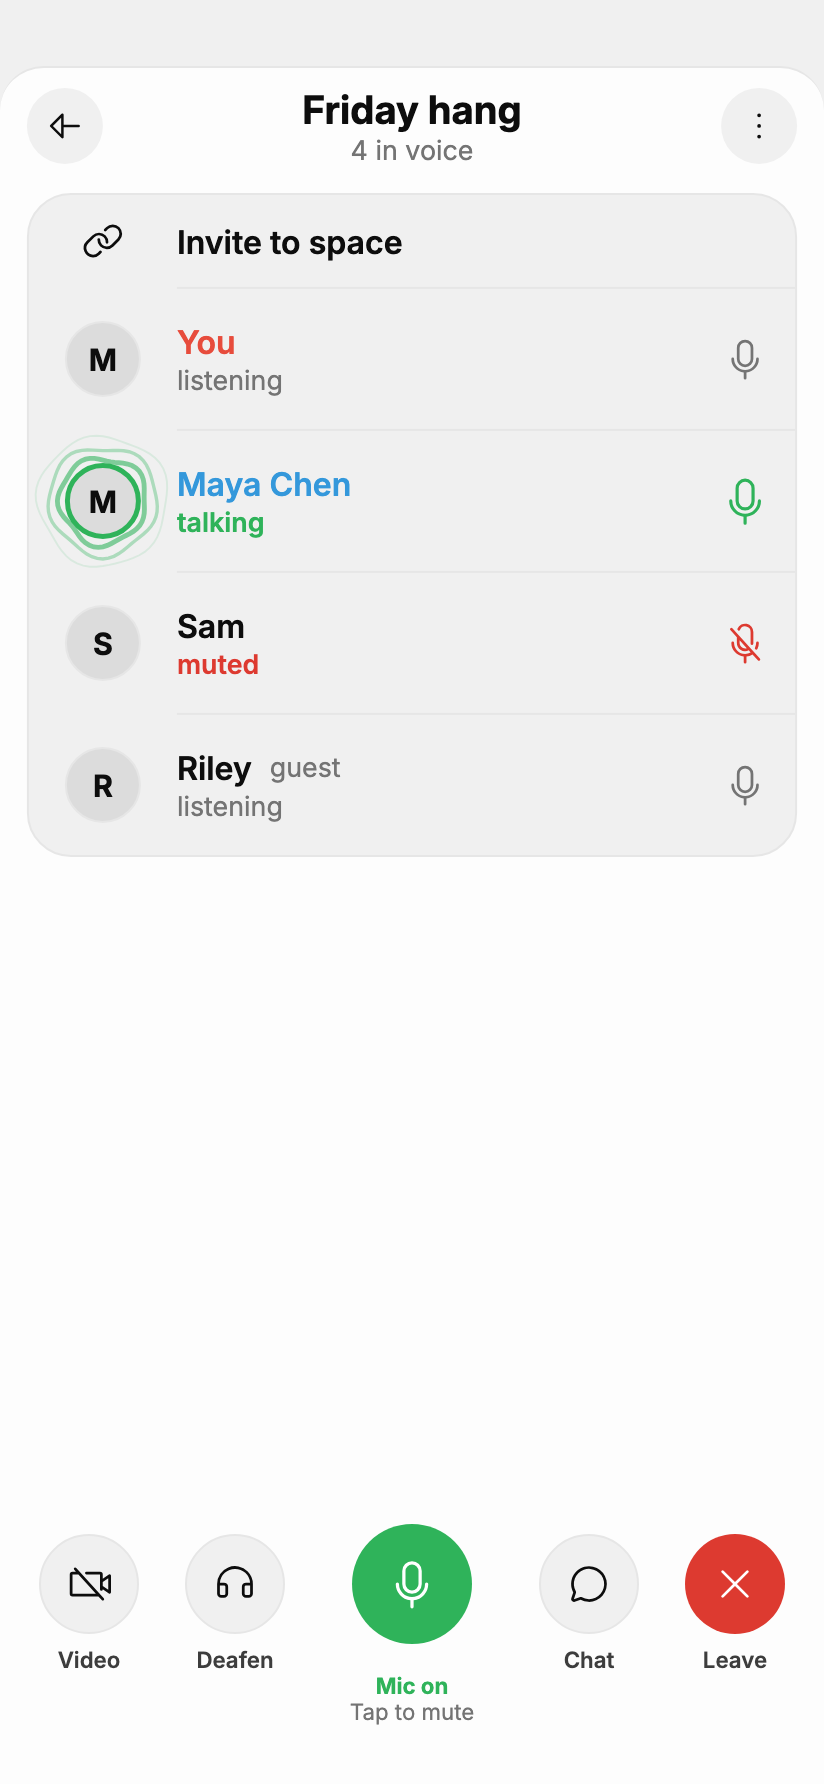 Friday hang
4 in voice
Invite to space
M
You
listening
M
Maya Chen
talking
S
Sam
muted
R
Riley guest
listening
Video
Deafen
Mic on
Tap to mute
Chat
Leave